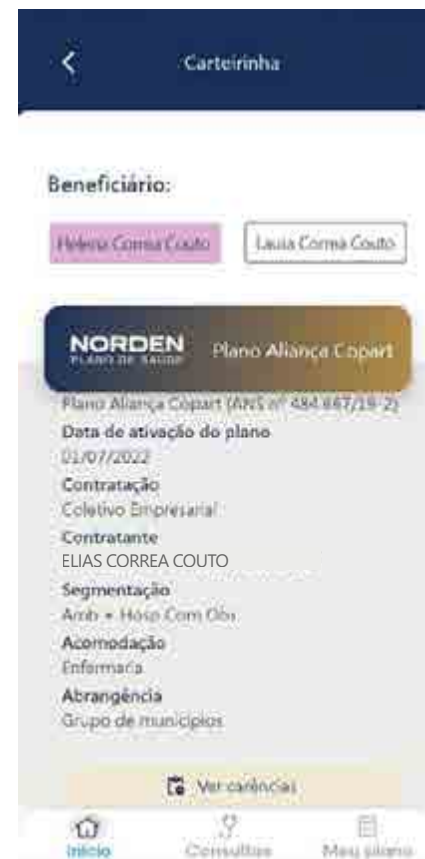 Carteirinha
Beneficiário:
Helena Correa Couto
Laura Correa Couto
NORDEN
PLANO DE SAÚDE
Plano Aliança Copart
Plano Aliança Copart (ANS nº 484.667/19-2)
Data de ativação do plano
01/07/2022
Contratação
Coletivo Empresarial
Contratante
ELIAS CORREA COUTO
Segmentação
Amb + Hosp Com Obs
Acomodação
Enfermaria
Abrangência
Grupo de municípios
Ver carências
Início
Consultas
Meu plano